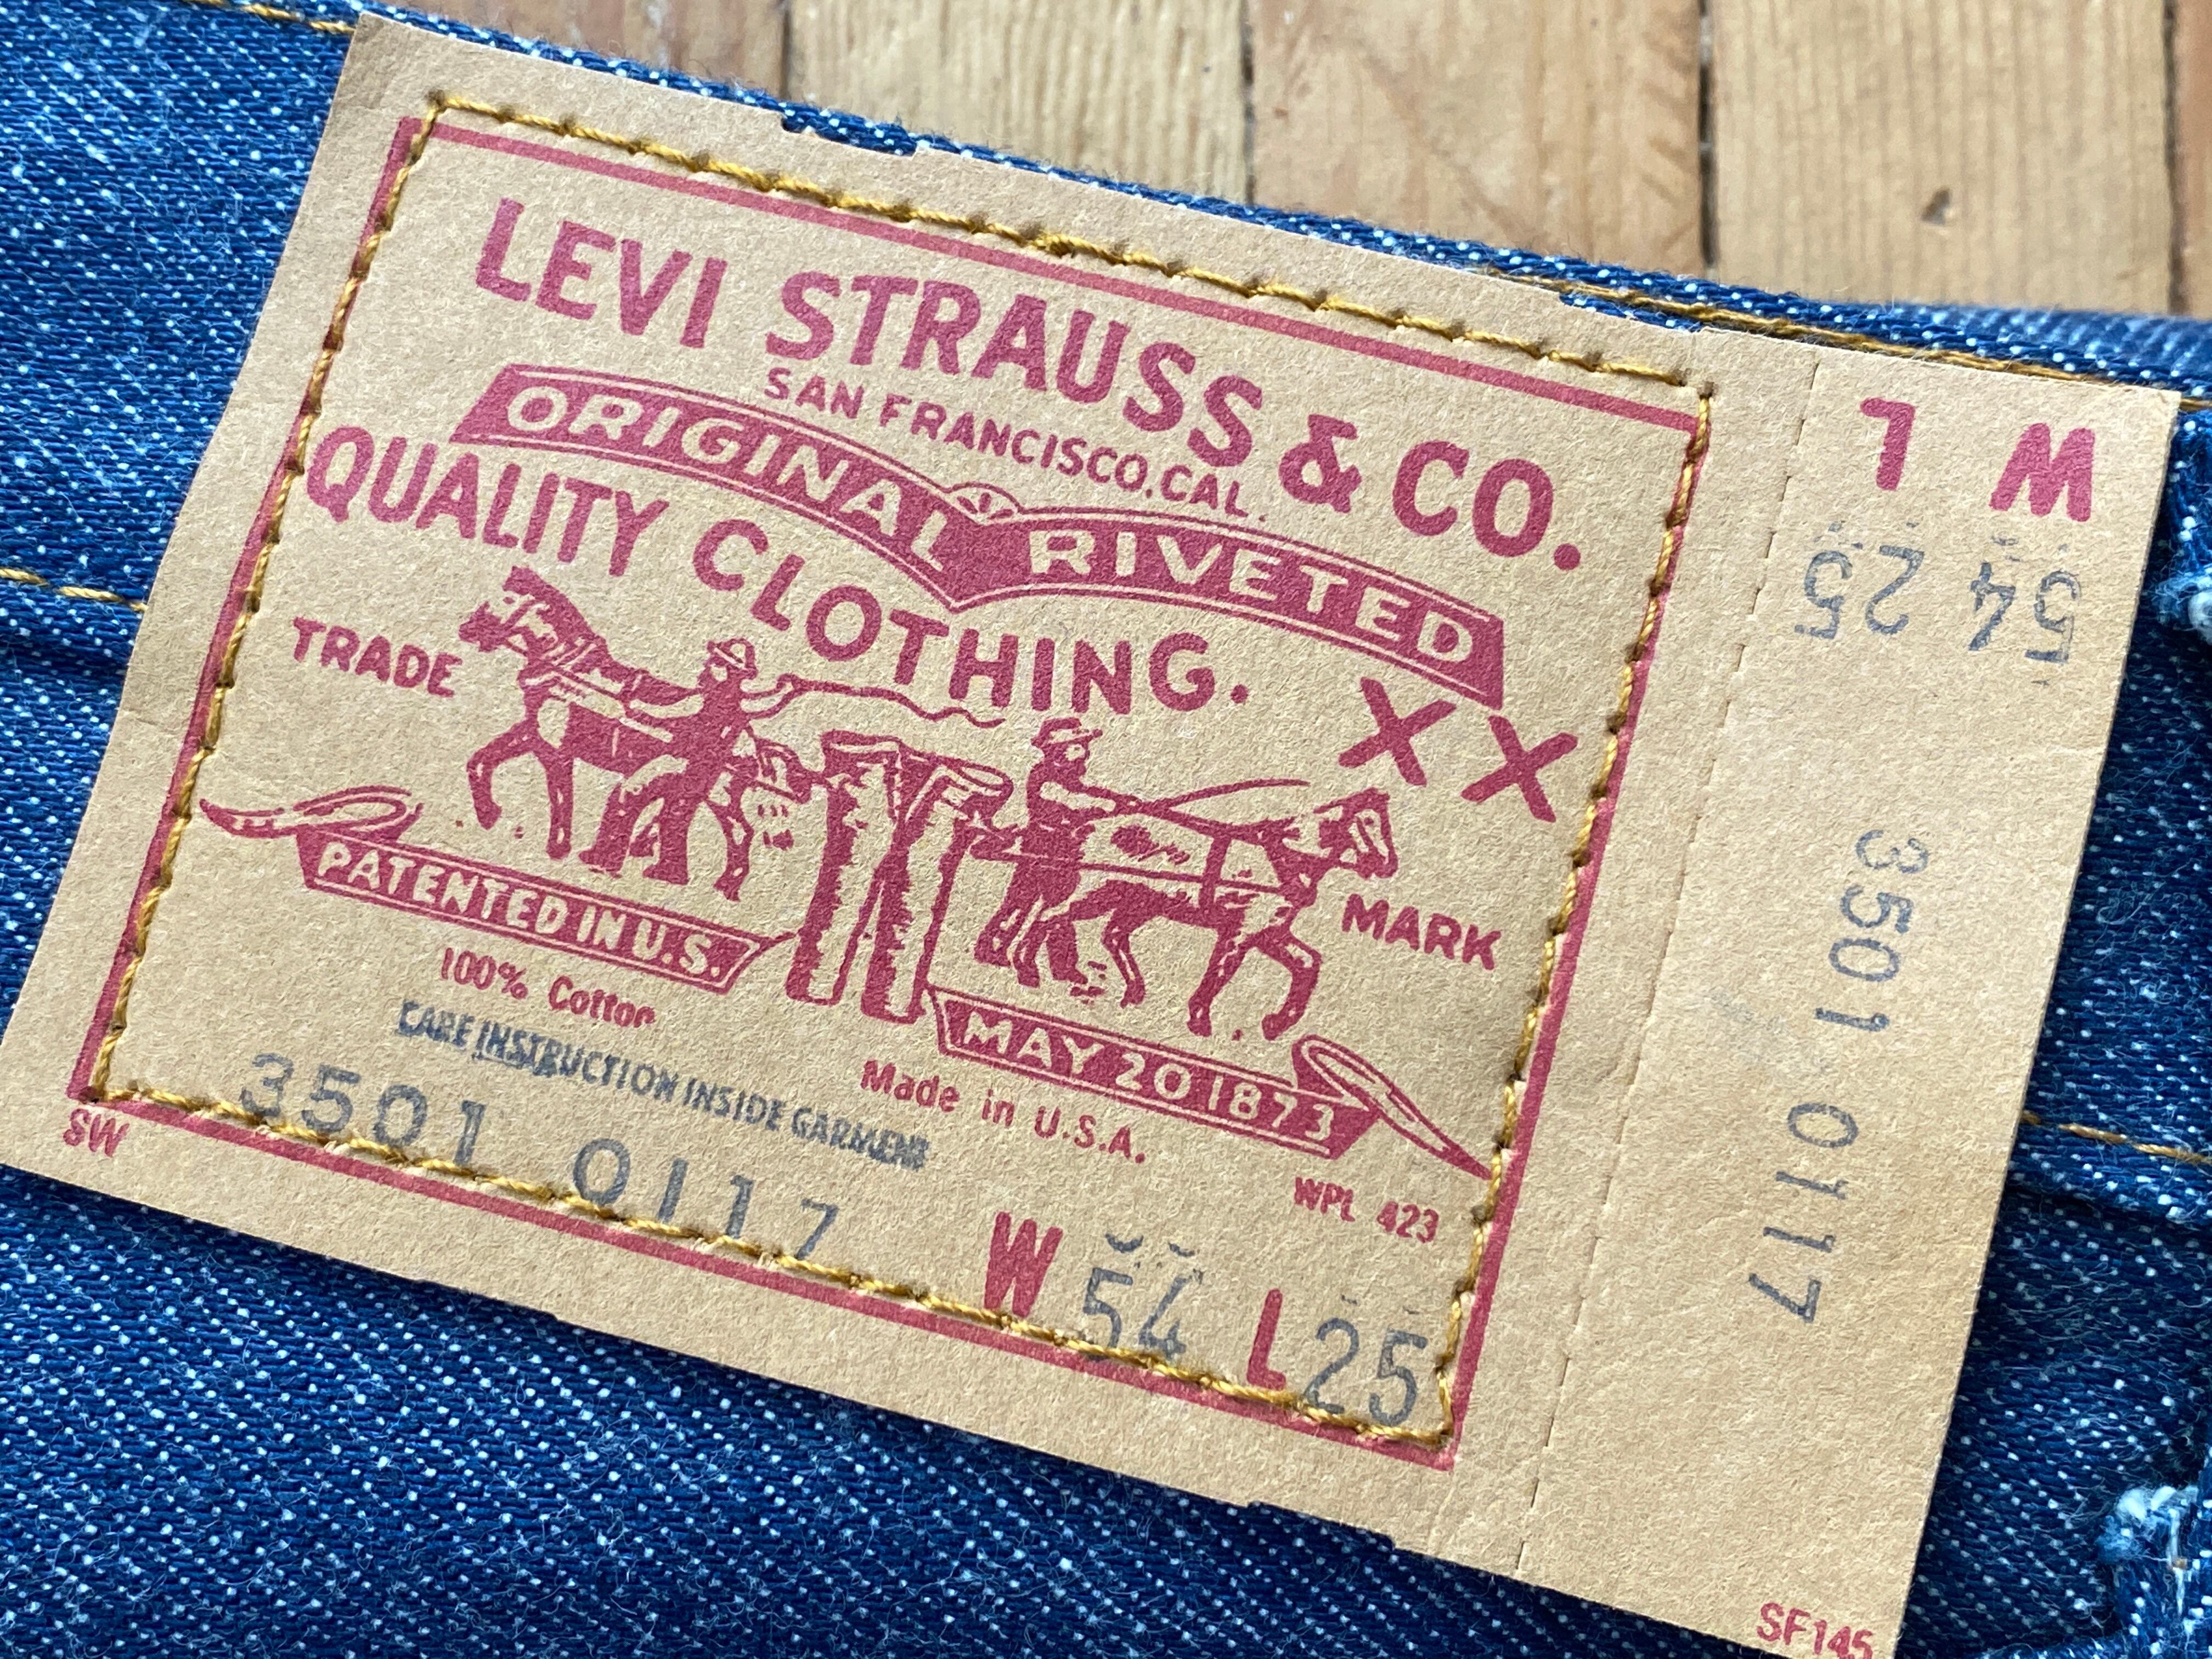 LEVI STRAUSS & CO.
SAN FRANCISCO, CAL.
ORIGINAL RIVETED
QUALITY CLOTHING.
XX
TRADE
MARK
PATENTED IN U.S.
MAY 20 1873
100% Cotton
Made in U.S.A.
CARE INSTRUCTION INSIDE GARMENT
WPL 423
3501 0117
W 54 L 25
SW
W 54
L 25
3501 0117
SF145